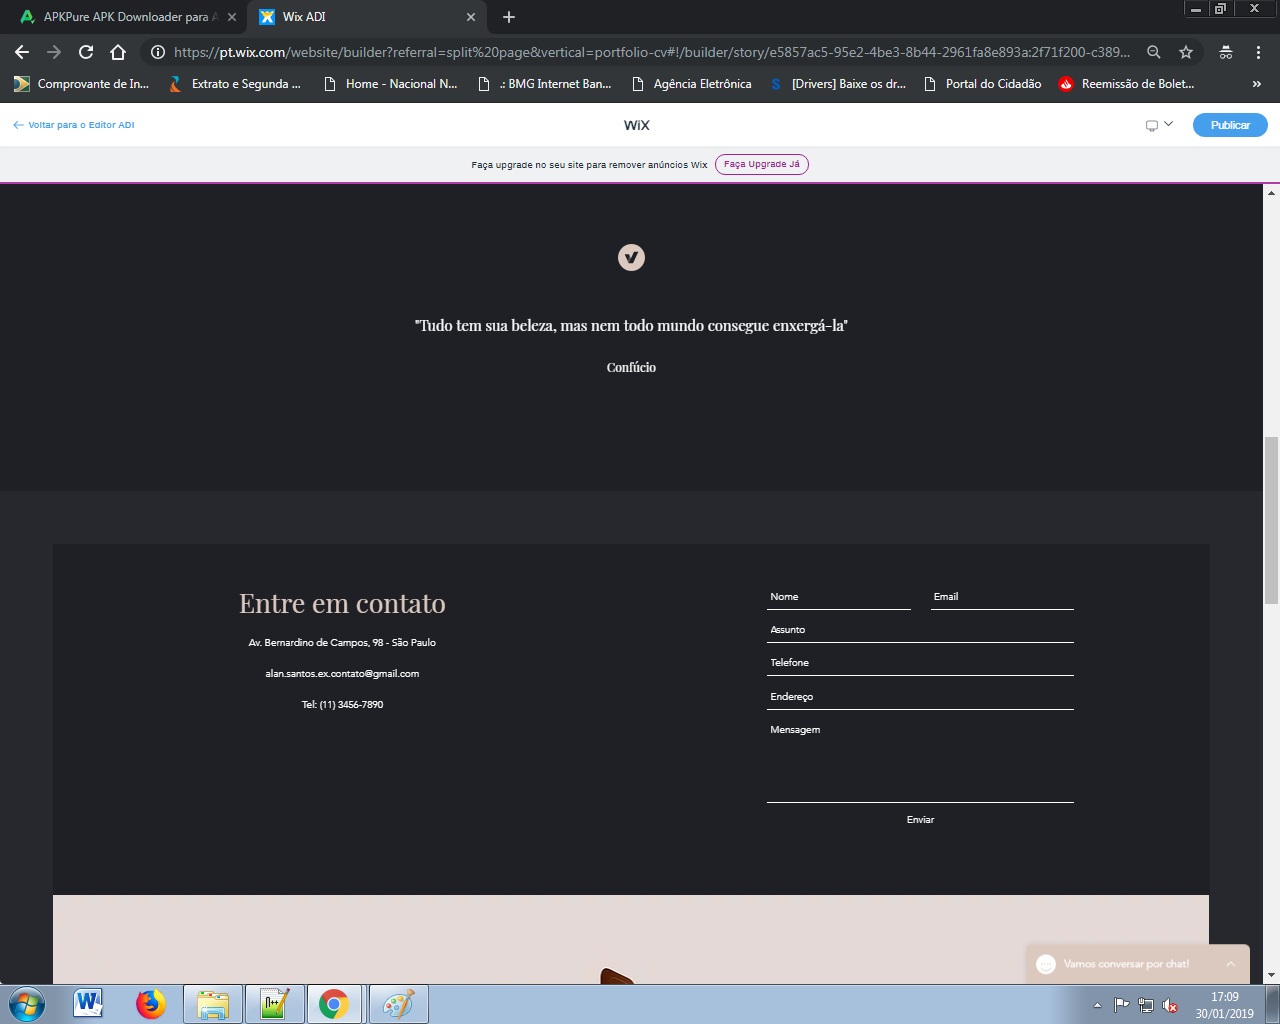 APKPure APK Downloader para A
Wix ADI
https://pt.wix.com/website/builder?referral=split%20page&vertical=portfolio-cv#!/builder/story/e5857ac5-95e2-4be3-8b44-2961fa8e893a:2f71f200-c389...
Comprovante de In... Extrato e Segunda ... Home - Nacional N... .: BMG Internet Ban... Agência Eletrônica [Drivers] Baixe os dr... Portal do Cidadão Reemissão de Bolet... »
Voltar para o Editor ADI
WiX
Publicar
Faça upgrade no seu site para remover anúncios Wix
Faça Upgrade Já
"Tudo tem sua beleza, mas nem todo mundo consegue enxergá-la"
Confúcio
Entre em contato
Av. Bernardino de Campos, 98 - São Paulo
alan.santos.ex.contato@gmail.com
Tel: (11) 3456-7890
Nome
Email
Assunto
Telefone
Endereço
Mensagem
Enviar
Vamos conversar por chat!
17:09
30/01/2019